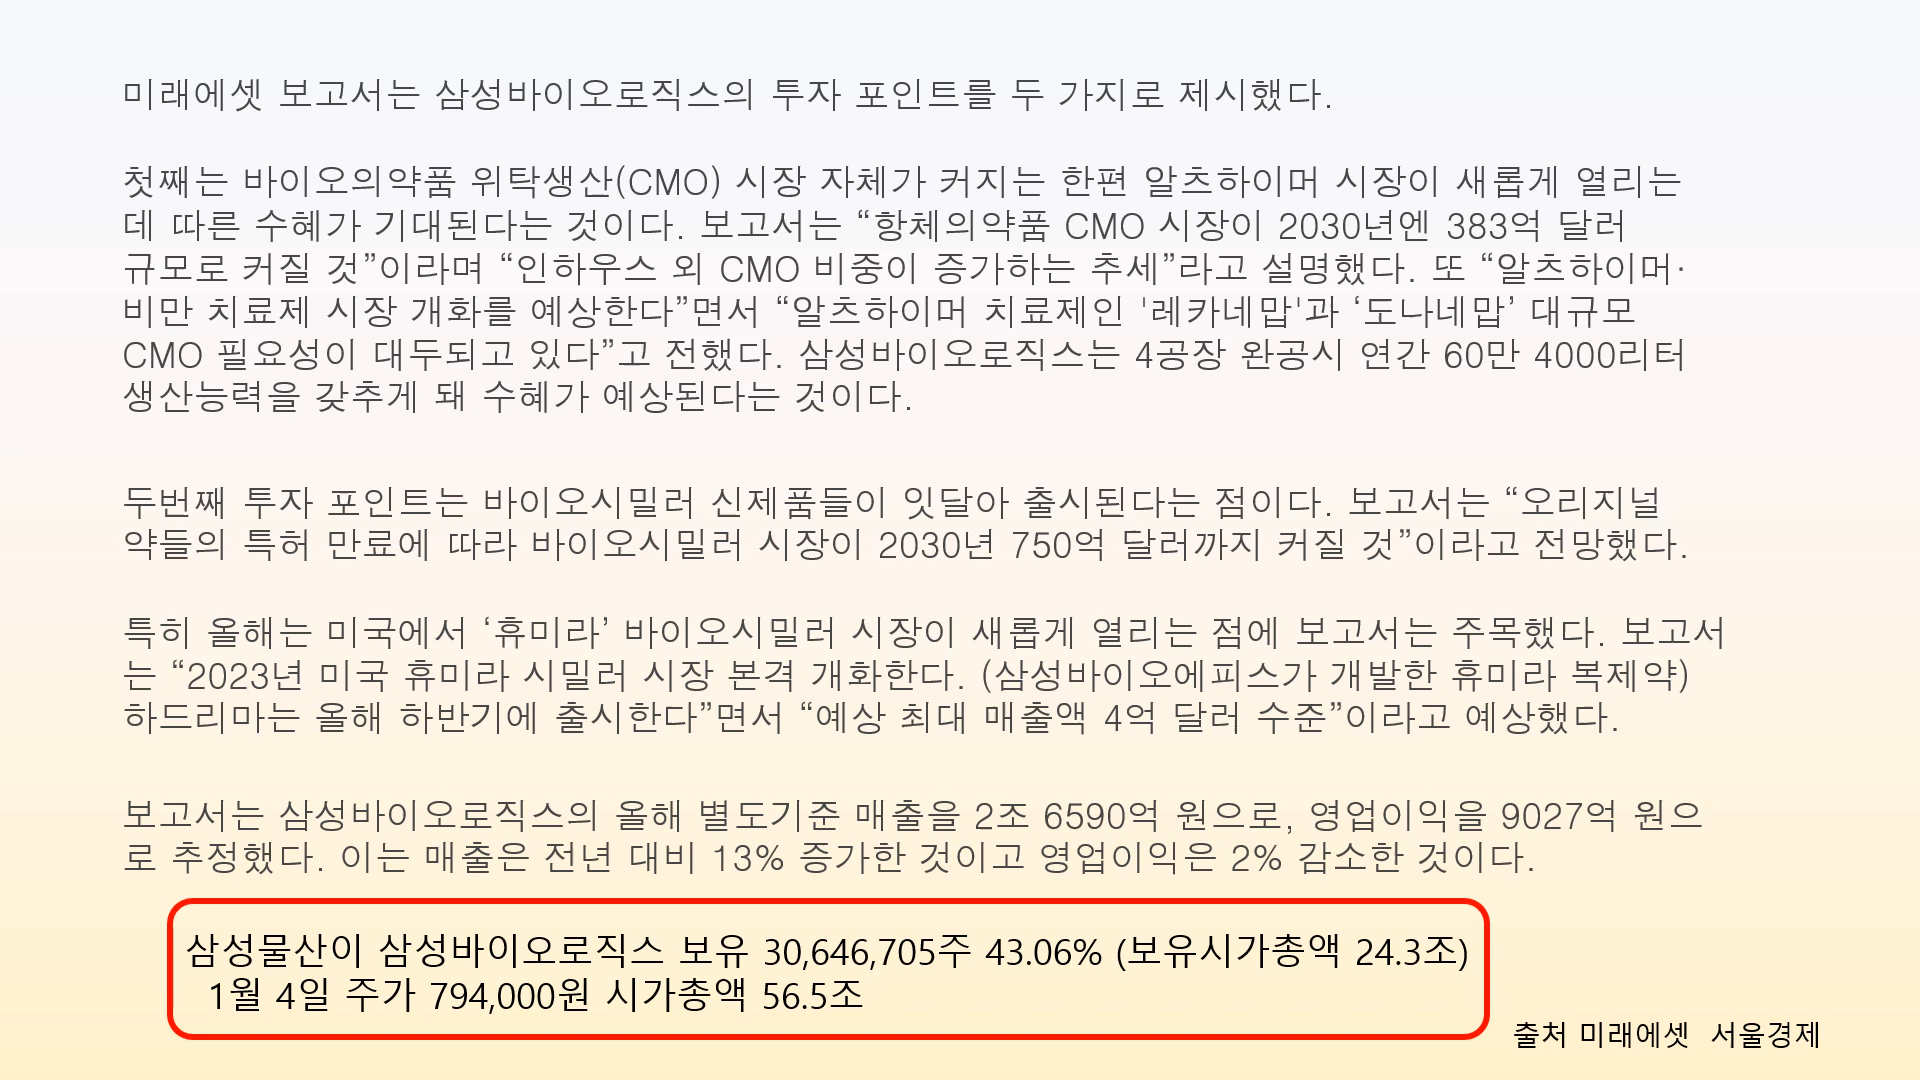 미래에셋 보고서는 삼성바이오로직스의 투자 포인트를 두 가지로 제시했다.
첫째는 바이오의약품 위탁생산(CMO) 시장 자체가 커지는 한편 알츠하이머 시장이 새롭게 열리는
데 따른 수혜가 기대된다는 것이다. 보고서는 “항체의약품 CMO 시장이 2030년엔 383억 달러
규모로 커질 것”이라며 “인하우스 외 CMO 비중이 증가하는 추세”라고 설명했다. 또 “알츠하이머·
비만 치료제 시장 개화를 예상한다”면서 “알츠하이머 치료제인 '레카네맙'과 ‘도나네맙’ 대규모
CMO 필요성이 대두되고 있다”고 전했다. 삼성바이오로직스는 4공장 완공시 연간 60만 4000리터
생산능력을 갖추게 돼 수혜가 예상된다는 것이다.
두번째 투자 포인트는 바이오시밀러 신제품들이 잇달아 출시된다는 점이다. 보고서는 “오리지널
약들의 특허 만료에 따라 바이오시밀러 시장이 2030년 750억 달러까지 커질 것”이라고 전망했다.
특히 올해는 미국에서 ‘휴미라’ 바이오시밀러 시장이 새롭게 열리는 점에 보고서는 주목했다. 보고서
는 “2023년 미국 휴미라 시밀러 시장 본격 개화한다. (삼성바이오에피스가 개발한 휴미라 복제약)
하드리마는 올해 하반기에 출시한다”면서 “예상 최대 매출액 4억 달러 수준”이라고 예상했다.
보고서는 삼성바이오로직스의 올해 별도기준 매출을 2조 6590억 원으로, 영업이익을 9027억 원으
로 추정했다. 이는 매출은 전년 대비 13% 증가한 것이고 영업이익은 2% 감소한 것이다.
삼성물산이 삼성바이오로직스 보유 30,646,705주 43.06% (보유시가총액 24.3조)
1월 4일 주가 794,000원 시가총액 56.5조
출처 미래에셋 서울경제